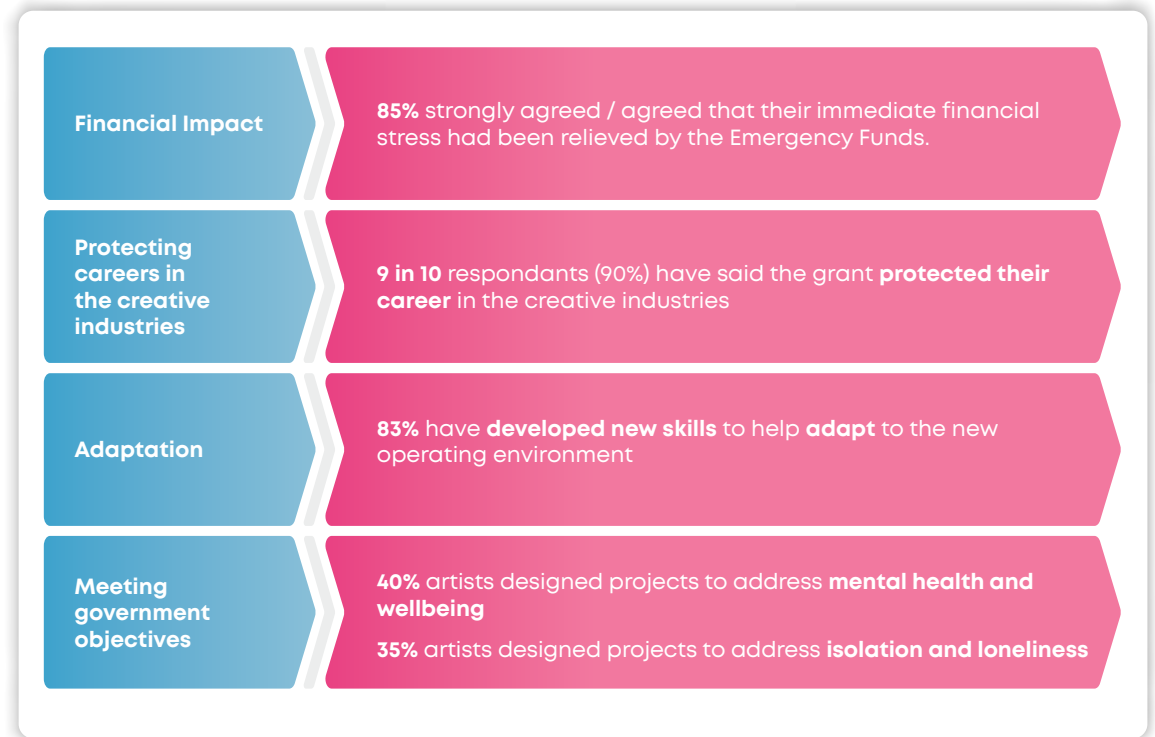 Financial Impact
85% strongly agreed / agreed that their immediate financial
stress had been relieved by the Emergency Funds.
Protecting
careers in
the creative
industries
9 in 10 respondants (90%) have said the grant protected their
career in the creative industries
Adaptation
83% have developed new skills to help adapt to the new
operating environment
Meeting
government
objectives
40% artists designed projects to address mental health and
wellbeing
35% artists designed projects to address isolation and loneliness